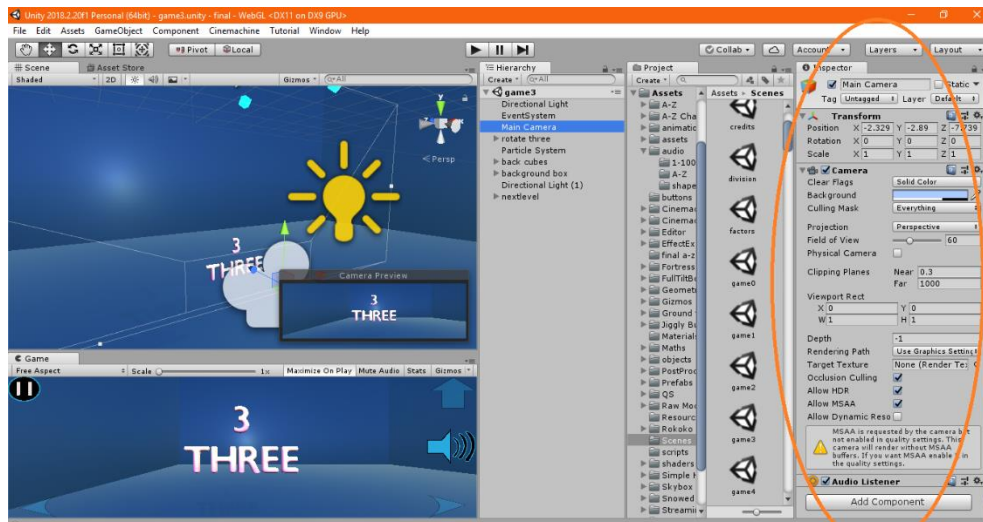 Unity 2018.2.20f1 Personal (64bit) - game3.unity - final - WebGL <DX11 on DX9 GPU>
File Edit Assets GameObject Component Cinemachine Tutorial Window Help
Pivot Local
Collab Account Layers Layout
Scene Asset Store
Shaded 2D Gizmos All
Persp
3
THREE
Camera Preview
3
THREE
Game
Free Aspect Scale 1x Maximize On Play Mute Audio Stats Gizmos
3
THREE
Hierarchy
Create All
game3
Directional Light
EventSystem
Main Camera
rotate three
Particle System
back cubes
background box
Directional Light (1)
nextlevel
Project
Create
Assets
A-Z
A-Z Cha
animatic
assets
audio
1-100
A-Z
shape
buttons
Cinemac
Cinemac
Editor
EffectEx
final a-z
Fortress
FullTiltB
Geomet
Gizmos
Ground
Jiggly Bu
Material
Maths
objects
PostProc
Prefabs
QS
Raw Moc
Resourc
Rokoko
Scenes
scripts
shaders
Simple
Skybox
Snowed
Streami
Assets Scenes
credits
division
factors
game0
game1
game2
game3
game4
Inspector
Main Camera Static
Tag Untagged Layer Default
Transform
Position X -2.329 Y -2.89 Z
Rotation X 0 Y 0 Z 0
Scale X 1 Y 1 Z 1
Camera
Clear Flags Solid Color
Background
Culling Mask Everything
Projection Perspective
Field of View 60
Physical Camera
Clipping Planes Near 0.3
Far 1000
Viewport Rect
X 0 Y 0
W 1 H 1
Depth -1
Rendering Path Use Graphics Setting
Target Texture None (Render Te
Occlusion Culling
Allow HDR
Allow MSAA
Allow Dynamic Reso
MSAA is requested by the camera but
not enabled in quality settings. This
camera will render without MSAA
buffers. If you want MSAA enable it in
the quality settings.
Audio Listener
Add Component